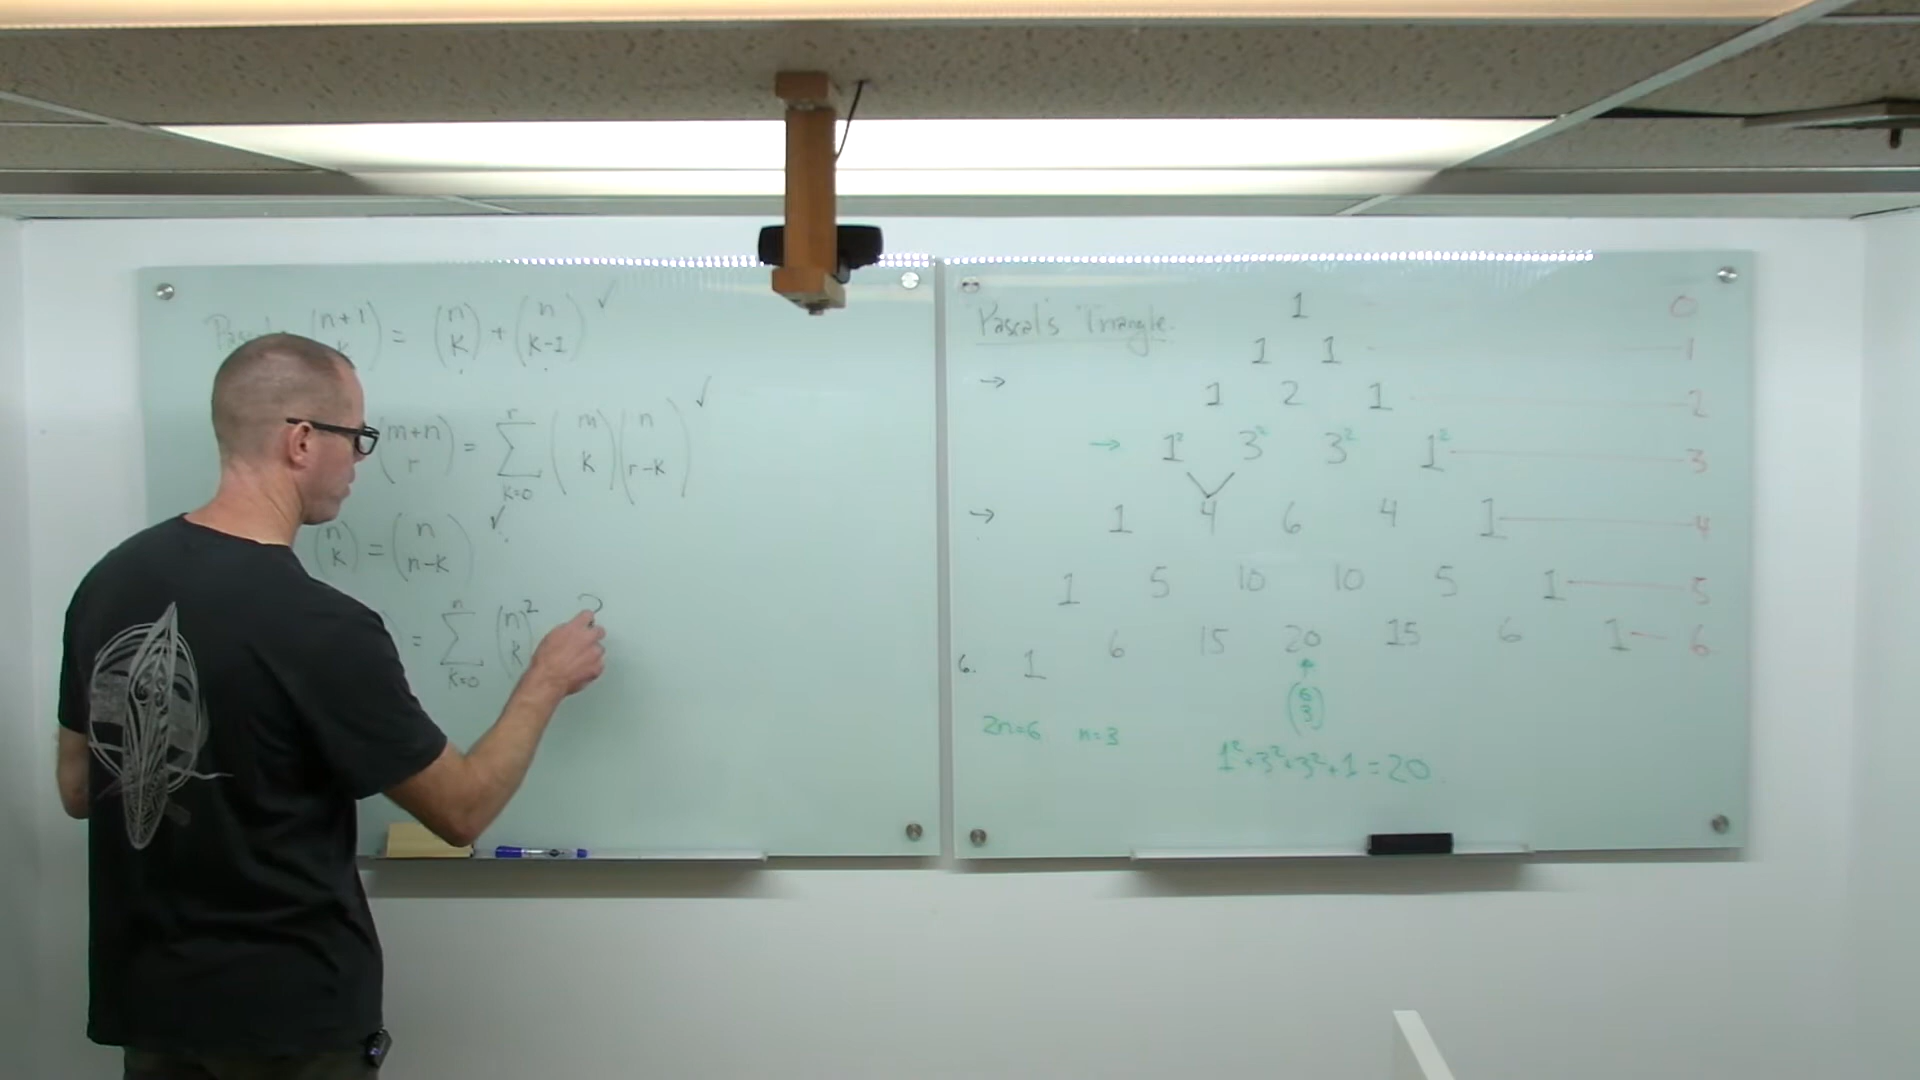 (n+1 k) = (n K) + (n K-1) ✓
(m+n r) = r ∑ k=0 (m K)(n r-K) ✓
(n K) = (n n-K) ✓
) = n ∑ K=0 (n K)² ?
Pascal's Triangle.
1 0
1 1 1
→ 1 2 1 2
→ 1² 3² 3² 1² 3
→ 1 4 6 4 1 4
1 5 10 10 5 1 5
6. 1 6 15 20 15 6 1 6
(6 3)
2n=6 n=3
1²+3²+3²+1=20.